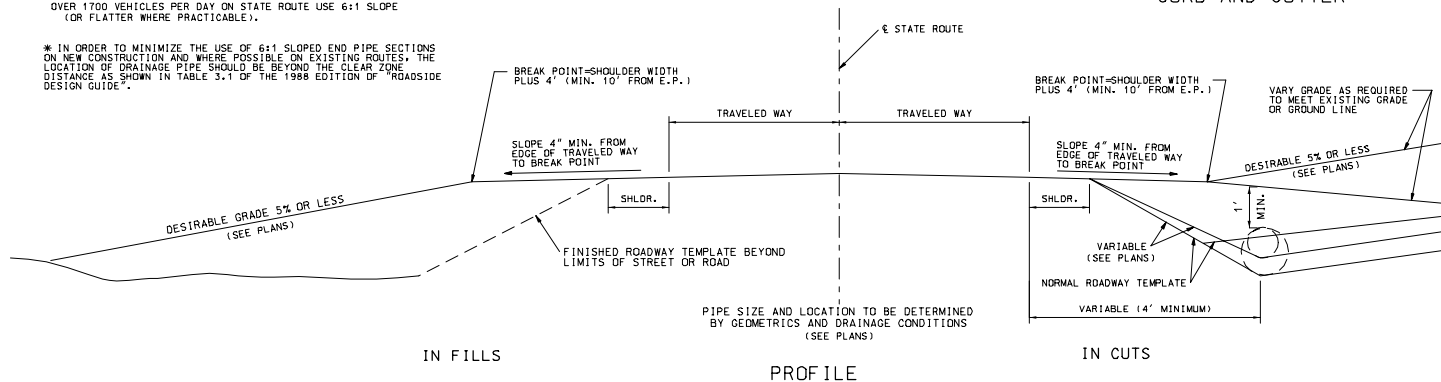 OVER 1700 VEHICLES PER DAY ON STATE ROUTE USE 6:1 SLOPE
(OR FLATTER WHERE PRACTICABLE).
* IN ORDER TO MINIMIZE THE USE OF 6:1 SLOPED END PIPE SECTIONS
ON NEW CONSTRUCTION AND WHERE POSSIBLE ON EXISTING ROUTES, THE
LOCATION OF DRAINAGE PIPE SHOULD BE BEYOND THE CLEAR ZONE
DISTANCE AS SHOWN IN TABLE 3.1 OF THE 1988 EDITION OF "ROADSIDE
DESIGN GUIDE".
℄ STATE ROUTE
BREAK POINT=SHOULDER WIDTH
PLUS 4' (MIN. 10' FROM E.P.)
BREAK POINT=SHOULDER WIDTH
PLUS 4' (MIN. 10' FROM E.P.)
VARY GRADE AS REQUIRED
TO MEET EXISTING GRADE
OR GROUND LINE
TRAVELED WAY
TRAVELED WAY
SLOPE 4" MIN. FROM
EDGE OF TRAVELED WAY
TO BREAK POINT
SLOPE 4" MIN. FROM
EDGE OF TRAVELED WAY
TO BREAK POINT
DESIRABLE 5% OR LESS
(SEE PLANS)
DESIRABLE GRADE 5% OR LESS
(SEE PLANS)
SHLDR.
SHLDR.
1'
MIN.
FINISHED ROADWAY TEMPLATE BEYOND
LIMITS OF STREET OR ROAD
VARIABLE
(SEE PLANS)
NORMAL ROADWAY TEMPLATE
VARIABLE (4' MINIMUM)
PIPE SIZE AND LOCATION TO BE DETERMINED
BY GEOMETRICS AND DRAINAGE CONDITIONS
(SEE PLANS)
IN FILLS
IN CUTS
PROFILE